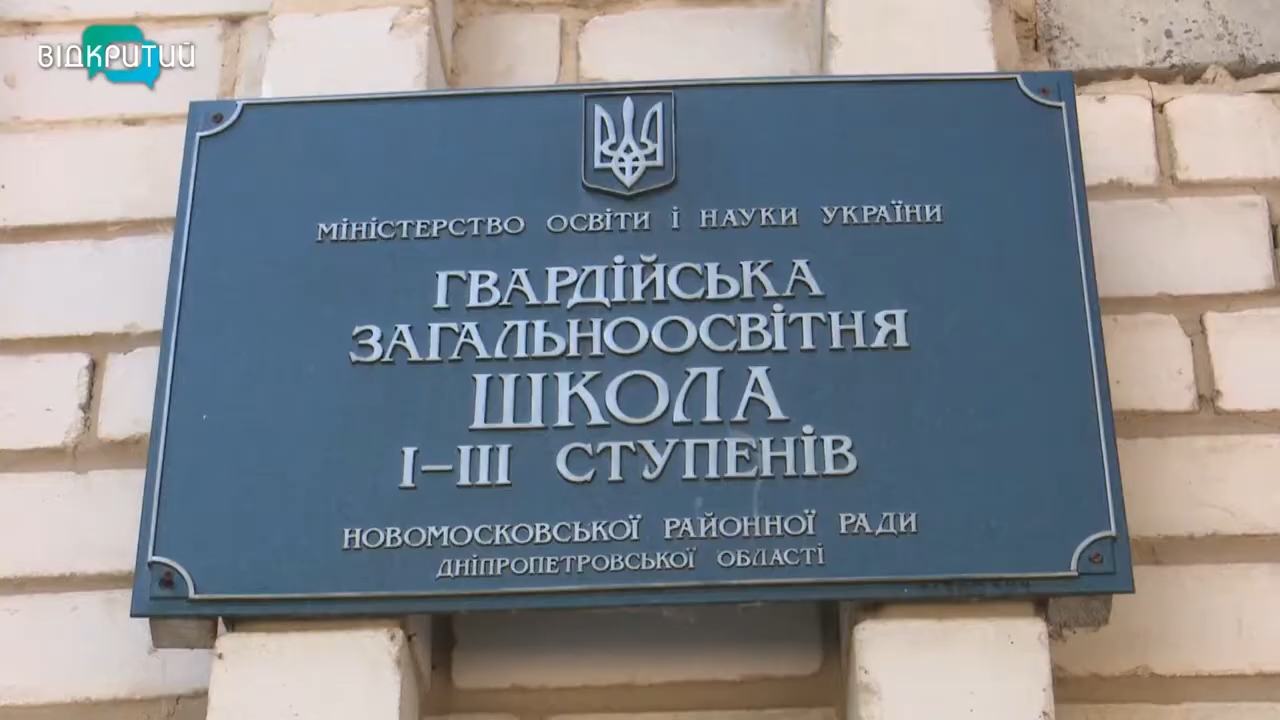 ВІДКРИТИЙ
МІНІСТЕРСТВО ОСВІТИ І НАУКИ УКРАЇНИ
ГВАРДІЙСЬКА
ЗАГАЛЬНООСВІТНЯ
ШКОЛА
І–ІІІ СТУПЕНІВ
НОВОМОСКОВСЬКОЇ РАЙОННОЇ РАДИ
ДНІПРОПЕТРОВСЬКОЇ ОБЛАСТІ